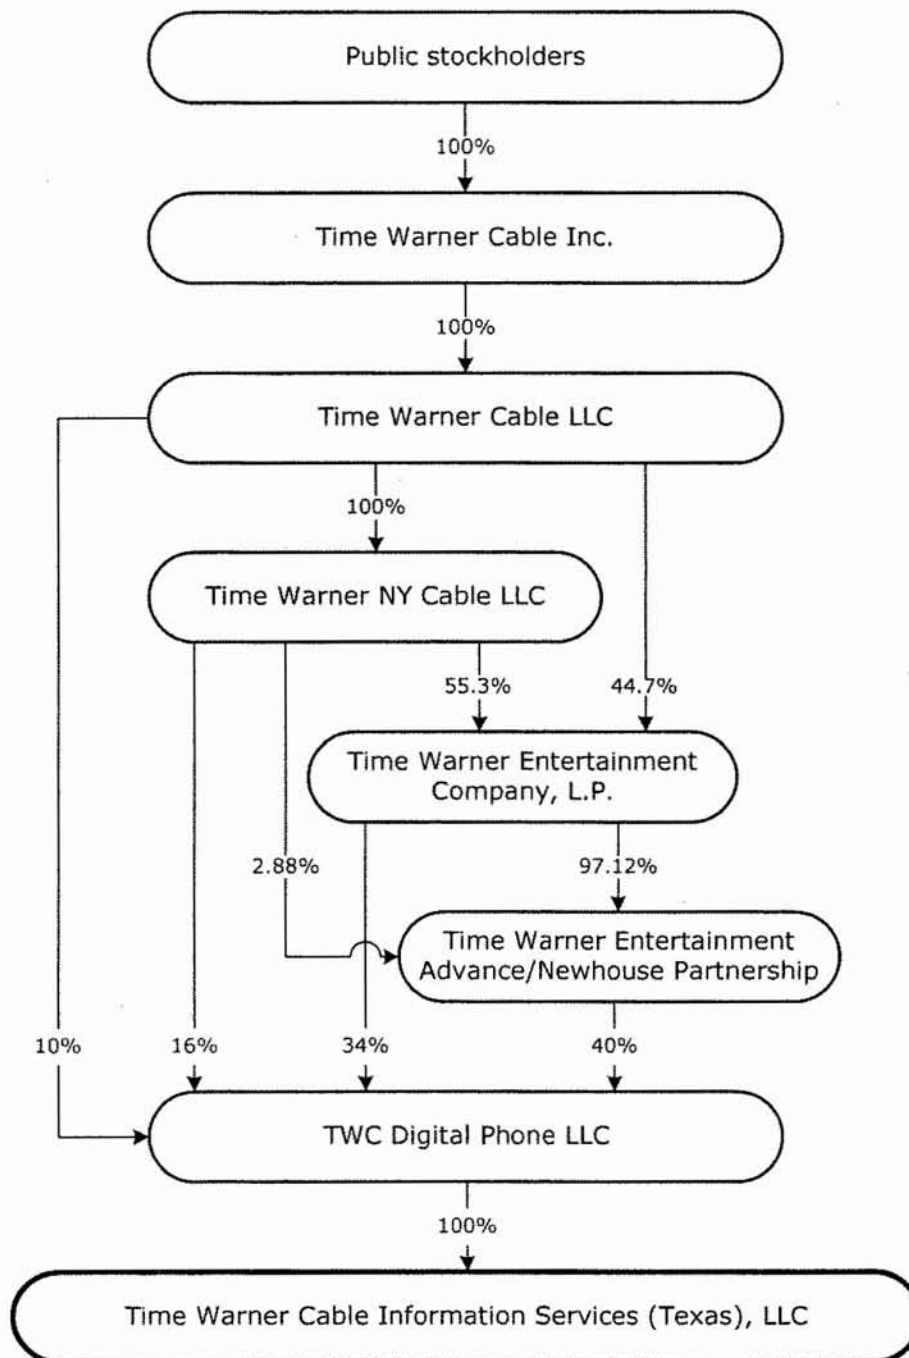 Public stockholders
100%
Time Warner Cable Inc.
100%
Time Warner Cable LLC
100%
Time Warner NY Cable LLC
55.3%
44.7%
Time Warner Entertainment
Company, L.P.
2.88%
97.12%
Time Warner Entertainment
Advance/Newhouse Partnership
10%
16%
34%
40%
TWC Digital Phone LLC
100%
Time Warner Cable Information Services (Texas), LLC